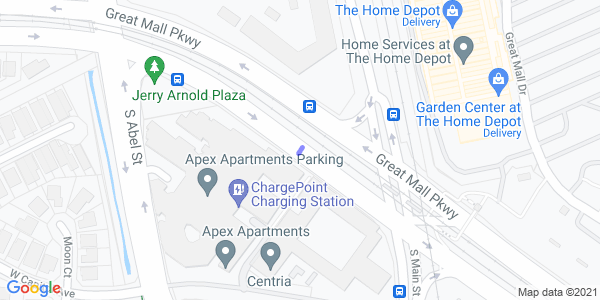 Great Mall Pkwy
The Home Depot
Delivery
Home Services at
The Home Depot
Great Mall Dr
Jerry Arnold Plaza
Garden Center at
The Home Depot
Delivery
S Abel St
Apex Apartments Parking
Great Mall Pkwy
ChargePoint
Charging Station
Apex Apartments
Moon Ct
Centria
S Main St
Google
Map data ©2021